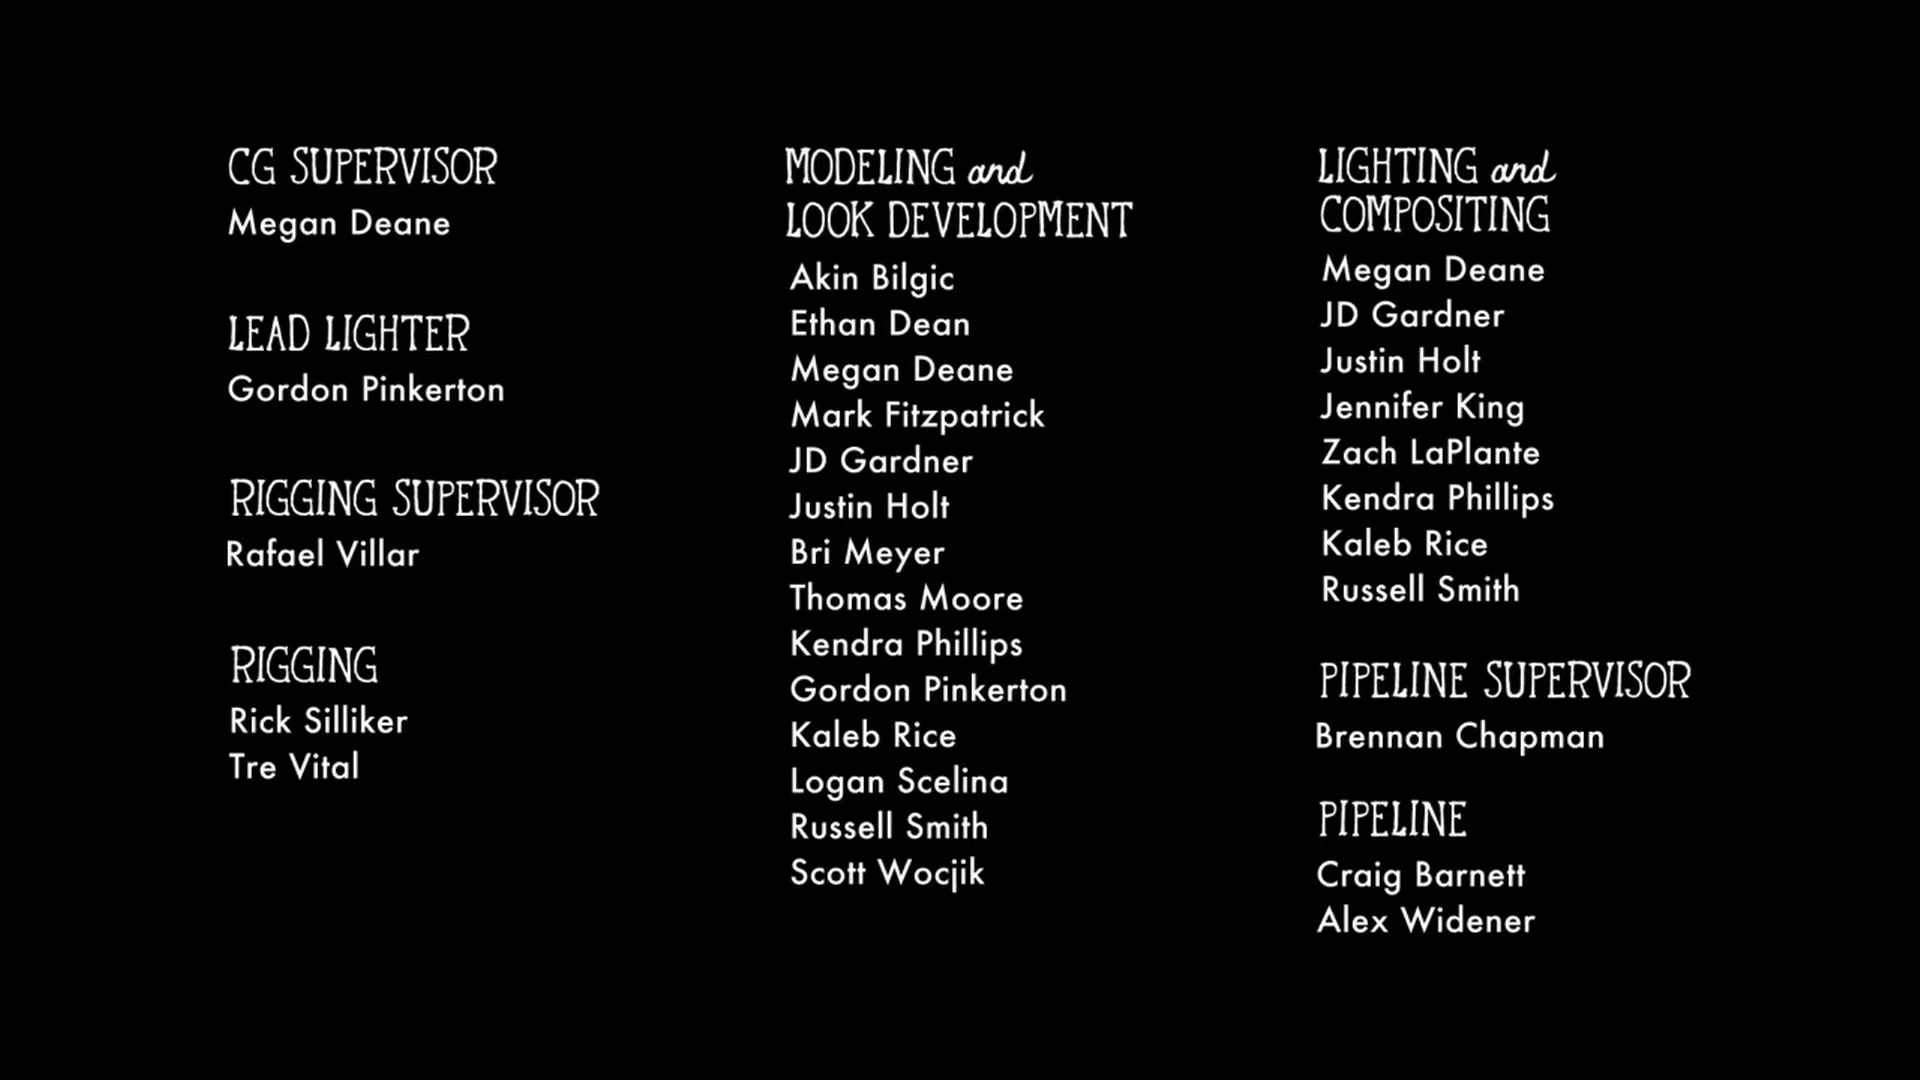 CG SUPERVISOR
Megan Deane
LEAD LIGHTER
Gordon Pinkerton
RIGGING SUPERVISOR
Rafael Villar
RIGGING
Rick Silliker
Tre Vital
MODELING and
LOOK DEVELOPMENT
Akin Bilgic
Ethan Dean
Megan Deane
Mark Fitzpatrick
JD Gardner
Justin Holt
Bri Meyer
Thomas Moore
Kendra Phillips
Gordon Pinkerton
Kaleb Rice
Logan Scelina
Russell Smith
Scott Wocjik
LIGHTING and
COMPOSITING
Megan Deane
JD Gardner
Justin Holt
Jennifer King
Zach LaPlante
Kendra Phillips
Kaleb Rice
Russell Smith
PIPELINE SUPERVISOR
Brennan Chapman
PIPELINE
Craig Barnett
Alex Widener